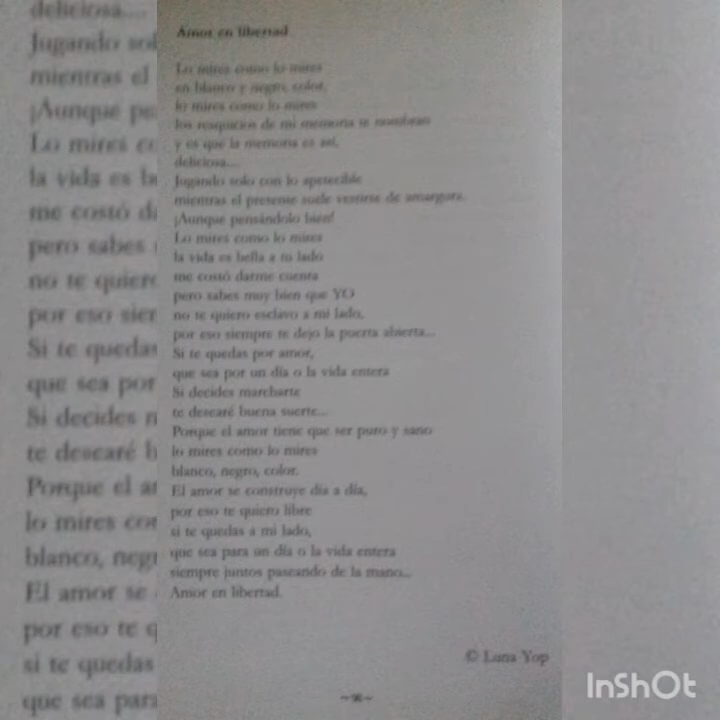 Amor en libertad
Lo mires como lo mires
en blanco y negro, color,
lo mires como lo mires
los resquicios de mi memoria te nombran
y es que la memoria es así,
deliciosa...
Jugando solo con lo apetecible
mientras el presente suele vestirse de amargura.
¡Aunque pensándolo bien!
Lo mires como lo mires
la vida es bella a tu lado
me costó darme cuenta
pero sabes muy bien que YO
no te quiero esclavo a mi lado,
por eso siempre te dejo la puerta abierta...
Si te quedas por amor,
que sea por un día o la vida entera
Si decides marcharte
te desearé buena suerte...
Porque el amor tiene que ser puro y sano
lo mires como lo mires
blanco, negro, color.
El amor se construye día a día,
por eso te quiero libre
si te quedas a mi lado,
que sea para un día o la vida entera
siempre juntos paseando de la mano...
Amor en libertad.
© Luna Yop
InShOt